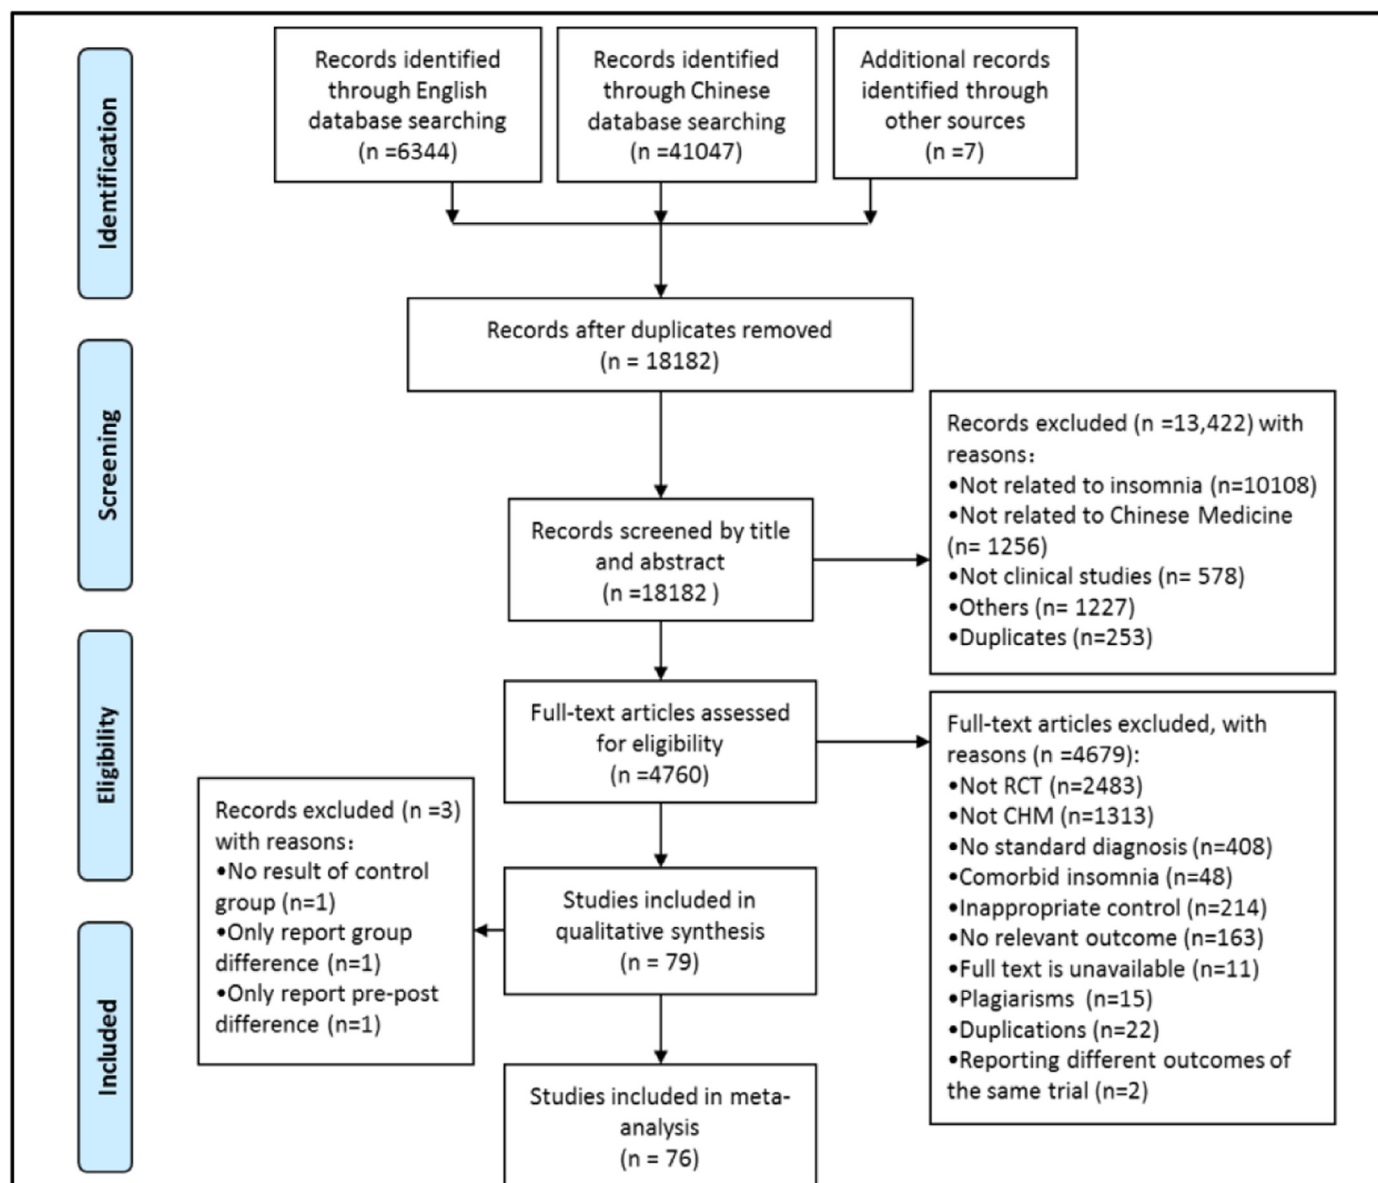 Identification
Records identified
through English
database searching
(n =6344)
Records identified
through Chinese
database searching
(n =41047)
Additional records
identified through
other sources
(n =7)
Records after duplicates removed
(n = 18182)
Screening
Records screened by title
and abstract
(n =18182 )
Records excluded (n =13,422) with
reasons：
•Not related to insomnia (n=10108)
•Not related to Chinese Medicine
(n= 1256)
•Not clinical studies (n= 578)
•Others (n= 1227)
•Duplicates (n=253)
Eligibility
Full-text articles assessed
for eligibility
(n =4760)
Full-text articles excluded, with
reasons (n =4679):
•Not RCT (n=2483)
•Not CHM (n=1313)
•No standard diagnosis (n=408)
•Comorbid insomnia (n=48)
•Inappropriate control (n=214)
•No relevant outcome (n=163)
•Full text is unavailable (n=11)
•Plagiarisms (n=15)
•Duplications (n=22)
•Reporting different outcomes of
the same trial (n=2)
Records excluded (n =3)
with reasons：
•No result of control
group (n=1)
•Only report group
difference (n=1)
•Only report pre-post
difference (n=1)
Studies included in
qualitative synthesis
(n = 79)
Included
Studies included in meta-
analysis
(n = 76)